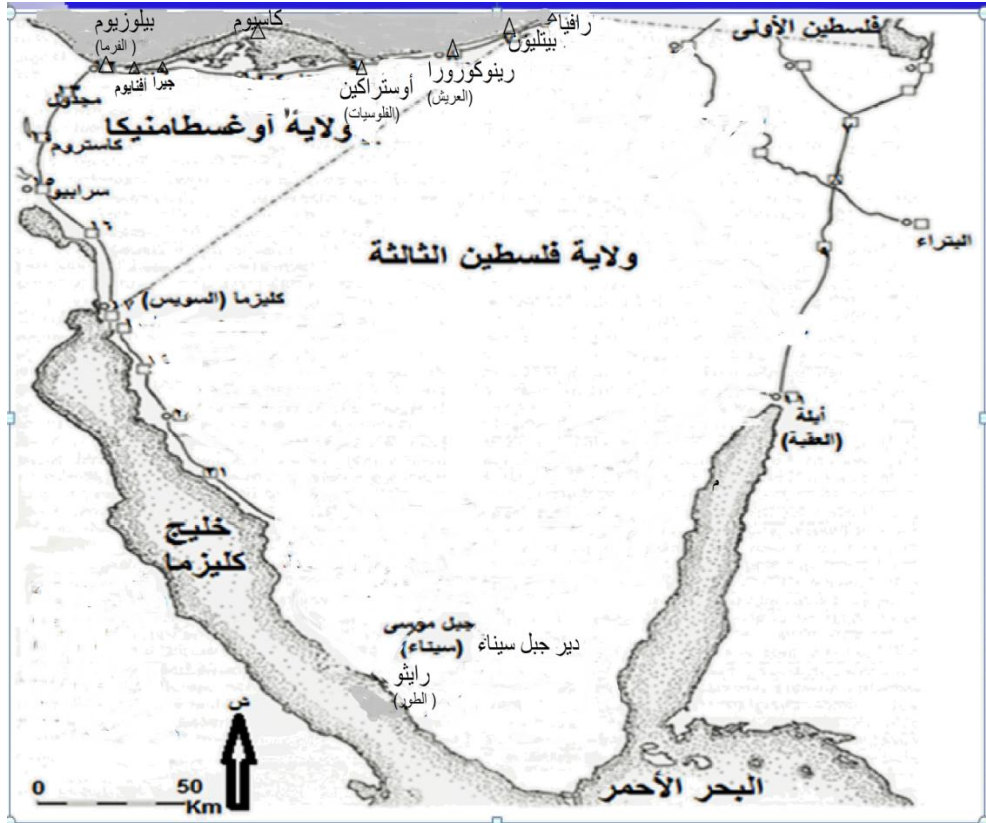 رافيا
بيلوزيوم
(الفرما)
كاسيوم
بيتليون
فلسطين الأولى
جيرا
أفنايوم
أوستراكين
(الفلوسيات)
رينوكورورا
(العريش)
مجدول
ولاية أوغسطامنيكا
كاستروم
سرابيو
١٦
البتراء
ولاية فلسطين الثالثة
كليزما (السويس)
أيلة
(العقبة)
م
خليج
كليزما
جبل موسى
(سيناء)
دير جبل سيناء
رايثو
(الطور)
ش
0 50
Km
البحر الأحمر